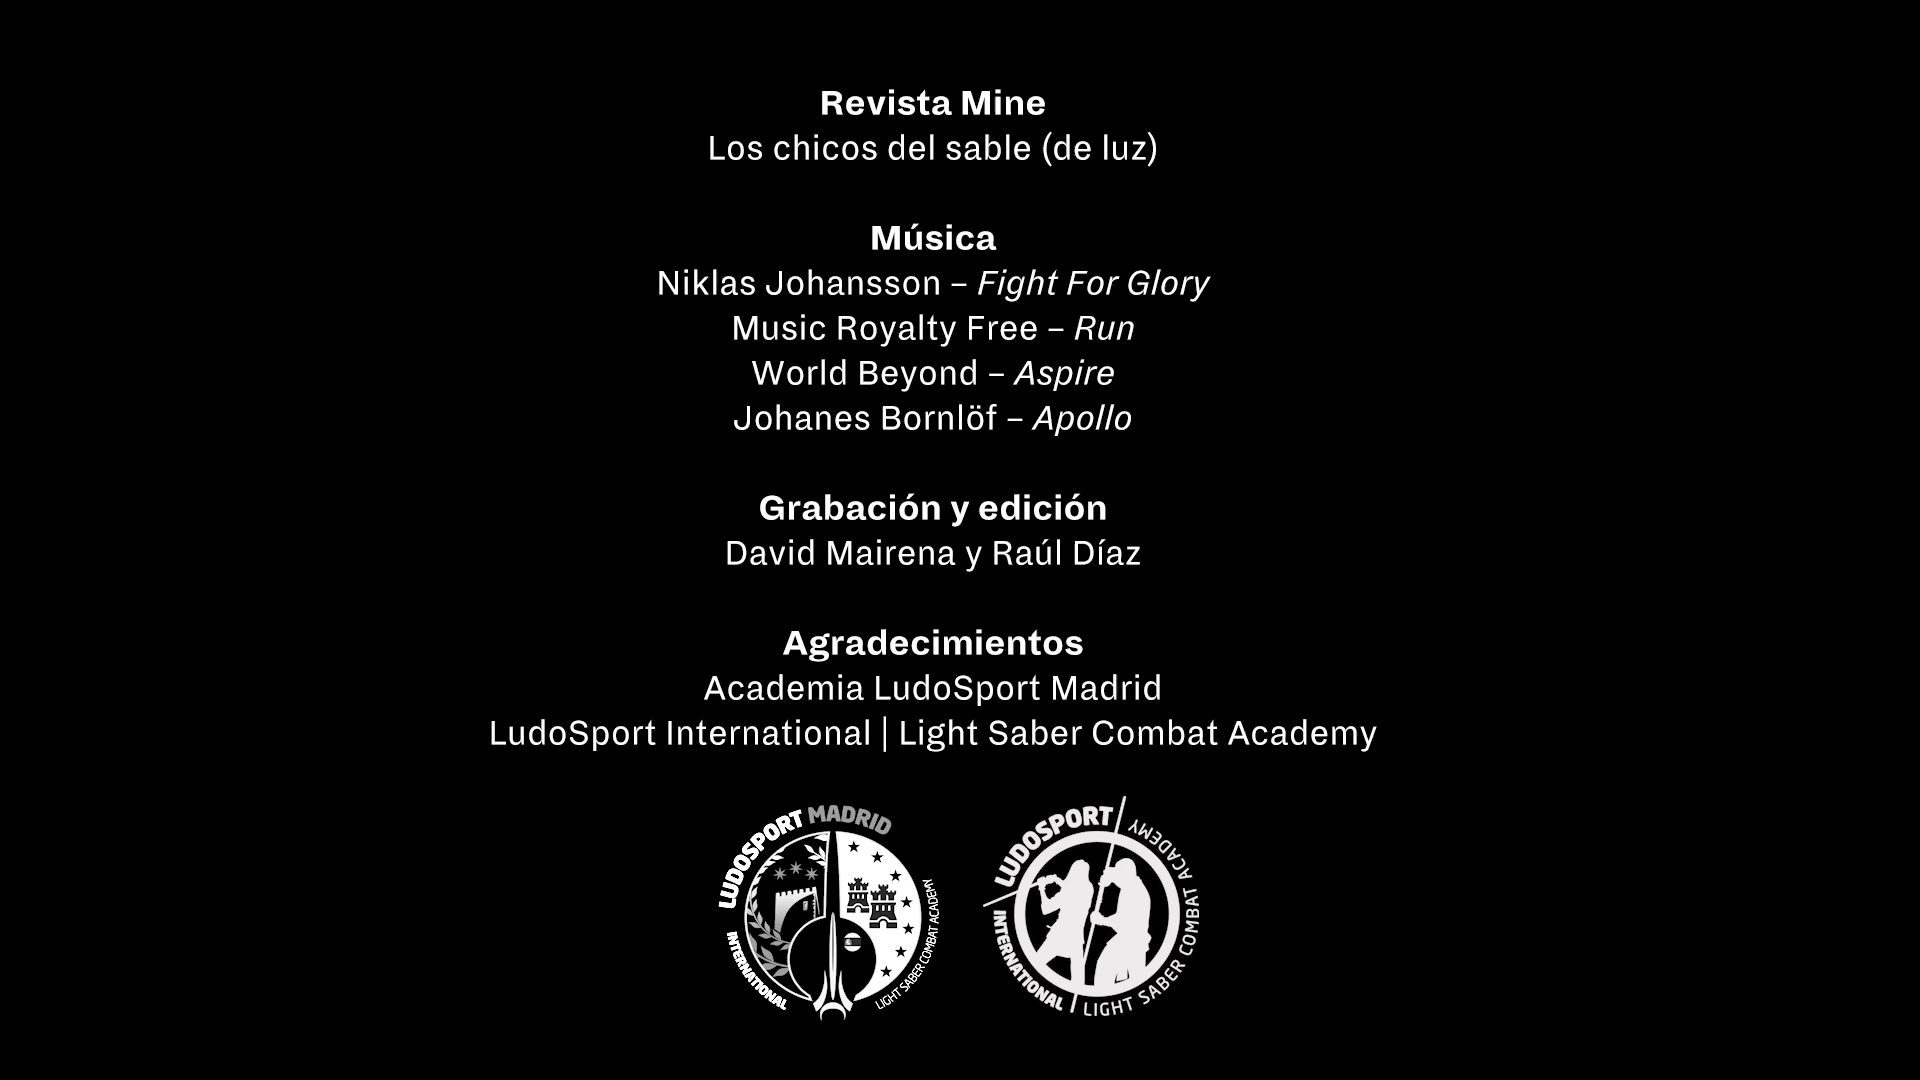 Revista Mine
Los chicos del sable (de luz)
Música
Niklas Johansson – Fight For Glory
Music Royalty Free – Run
World Beyond – Aspire
Johanes Bornlöf – Apollo
Grabación y edición
David Mairena y Raúl Díaz
Agradecimientos
Academia LudoSport Madrid
LudoSport International | Light Saber Combat Academy
LUDOSPORT MADRID
INTERNATIONAL
LIGHT SABER COMBAT ACADEMY
LUDOSPORT
INTERNATIONAL
LIGHT SABER COMBAT ACADEMY